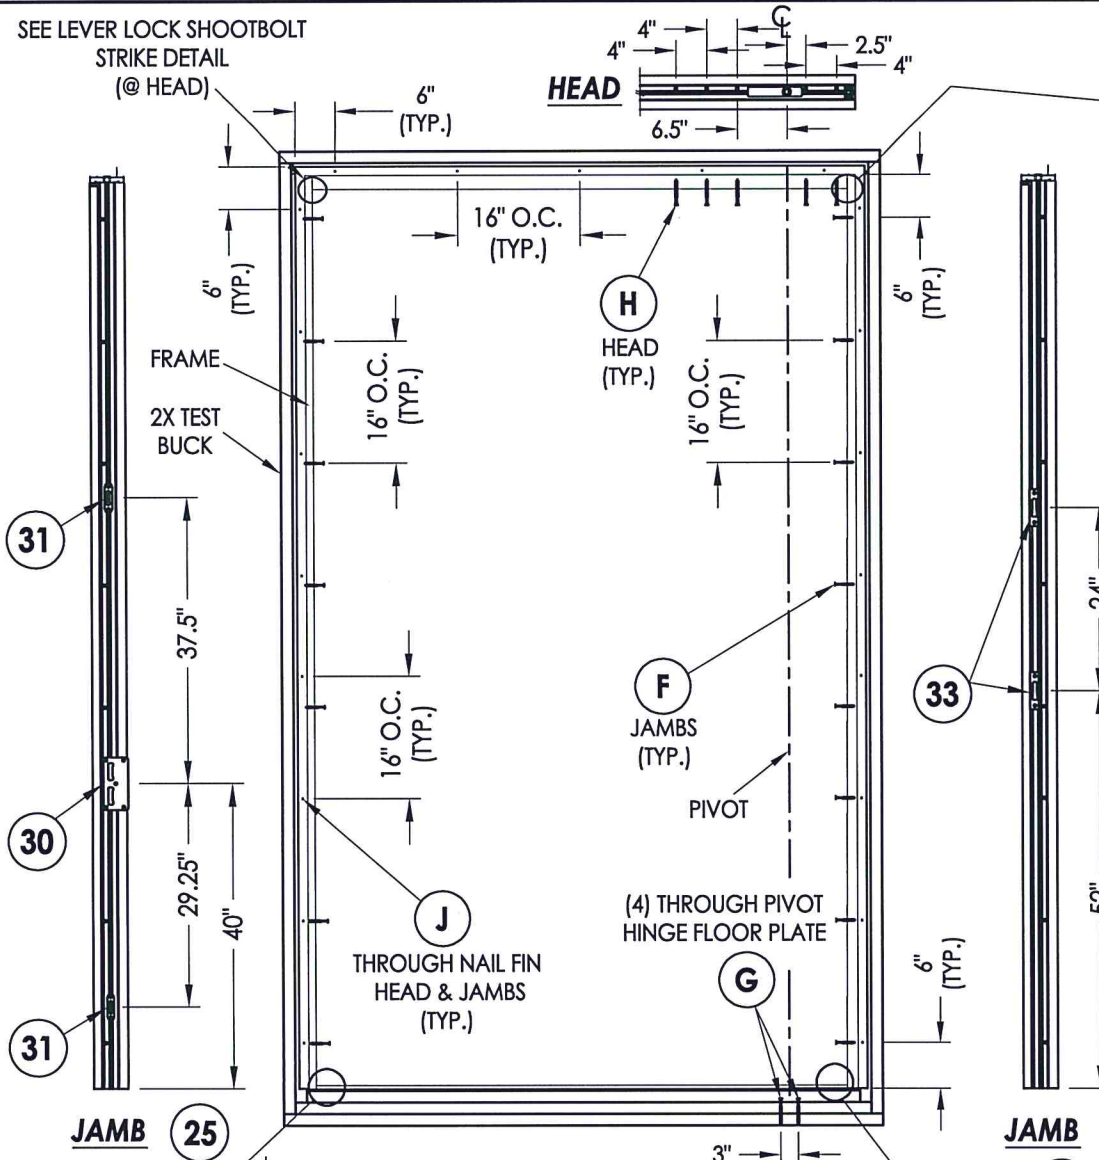 SEE LEVER LOCK SHOOTBOLT
STRIKE DETAIL
(@ HEAD)
6"
(TYP.)
HEAD
4"
4"
CL
2.5"
4"
6.5"
6"
(TYP.)
16" O.C.
(TYP.)
H
HEAD
(TYP.)
6"
(TYP.)
FRAME
2X TEST
BUCK
16" O.C.
(TYP.)
16" O.C.
(TYP.)
31
37.5"
30
29.25"
40"
31
16" O.C.
(TYP.)
F
JAMBS
(TYP.)
PIVOT
33
24"
J
THROUGH NAIL FIN
HEAD & JAMBS
(TYP.)
(4) THROUGH PIVOT
HINGE FLOOR PLATE
G
6"
(TYP.)
3"
JAMB
25
JAMB